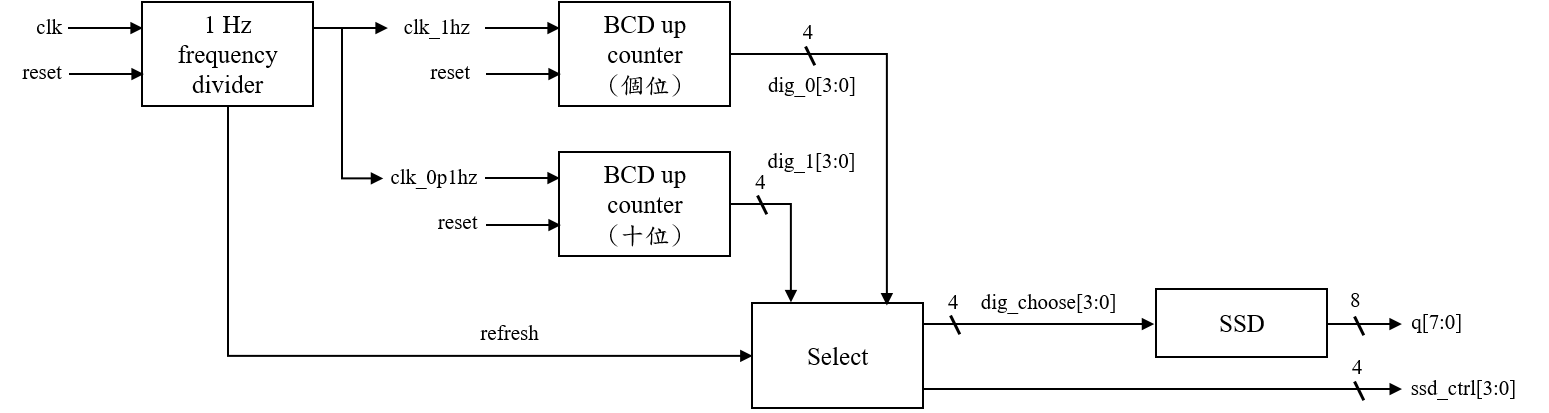 clk
reset
1 Hz
frequency
divider
clk_1hz
reset
BCD up
counter
（個位）
4
dig_0[3:0]
clk_0p1hz
reset
BCD up
counter
（十位）
dig_1[3:0]
4
refresh
Select
4
dig_choose[3:0]
SSD
8
q[7:0]
4
ssd_ctrl[3:0]